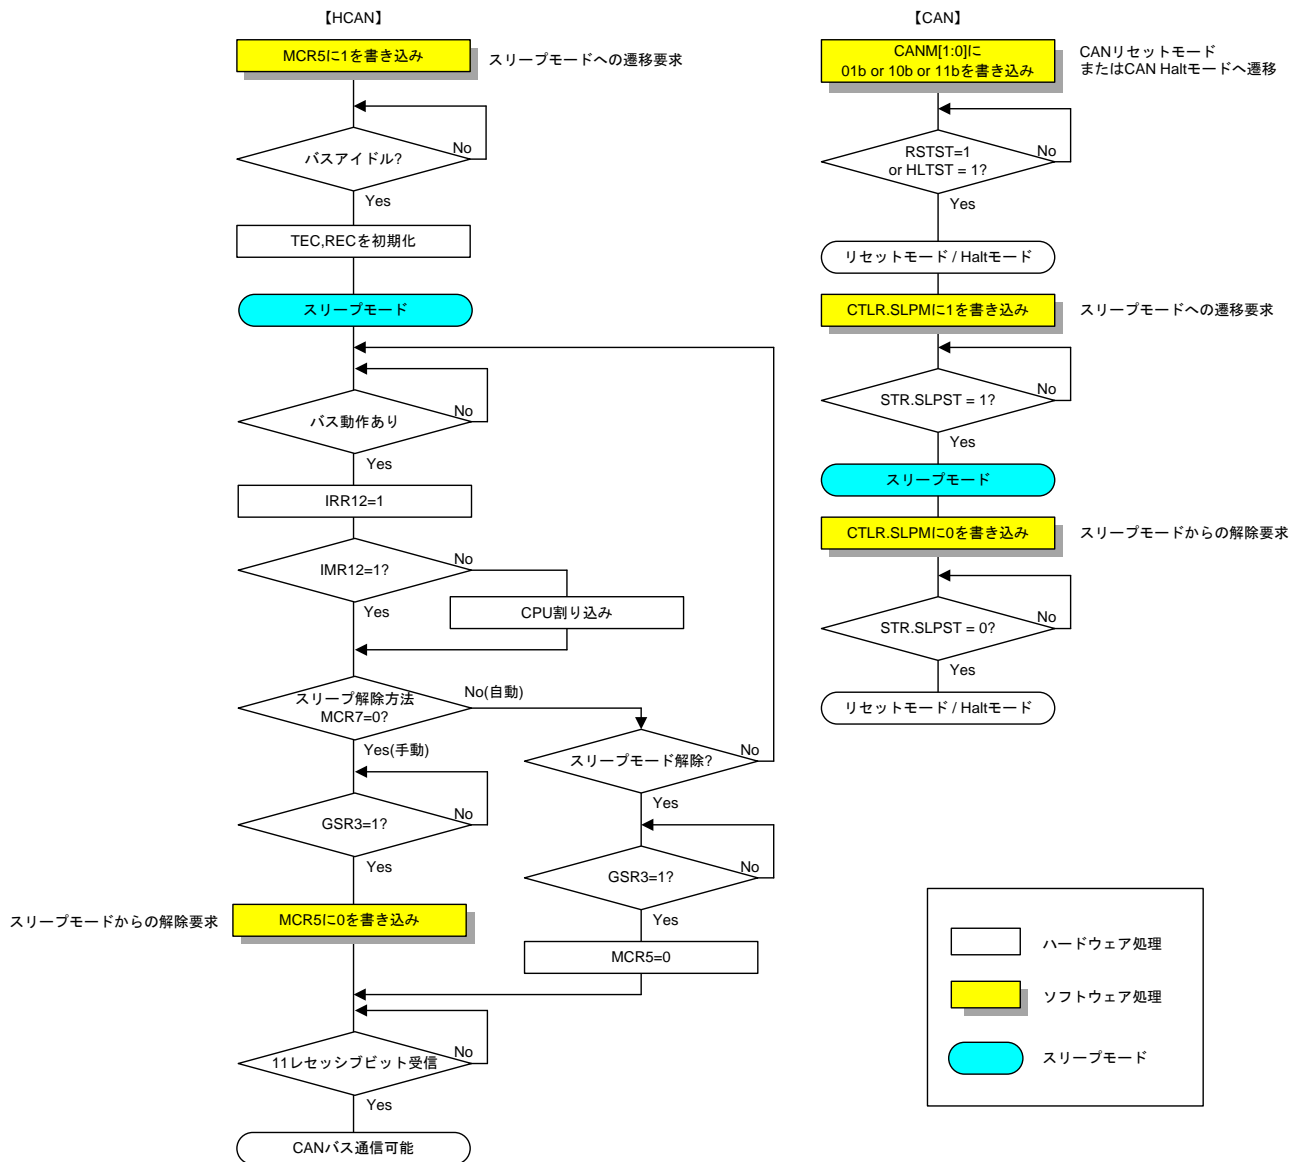 【HCAN】
MCR5に1を書き込み
スリープモードへの遷移要求
バスアイドル?
No
Yes
TEC,RECを初期化
スリープモード
バス動作あり
No
Yes
IRR12=1
IMR12=1?
No
Yes
CPU割り込み
スリープ解除方法
MCR7=0?
No(自動)
Yes(手動)
スリープモード解除?
No
Yes
GSR3=1?
No
Yes
GSR3=1?
No
Yes
スリープモードからの解除要求
MCR5に0を書き込み
MCR5=0
11レセッシブビット受信
No
Yes
CANバス通信可能
【CAN】
CANM[1:0]に
01b or 10b or 11bを書き込み
CANリセットモード
またはCAN Haltモードへ遷移
RSTST=1
or HLTST = 1?
No
Yes
リセットモード / Haltモード
CTLR.SLPMに1を書き込み
スリープモードへの遷移要求
STR.SLPST = 1?
No
Yes
スリープモード
CTLR.SLPMに0を書き込み
スリープモードからの解除要求
STR.SLPST = 0?
No
Yes
リセットモード / Haltモード
ハードウェア処理
ソフトウェア処理
スリープモード